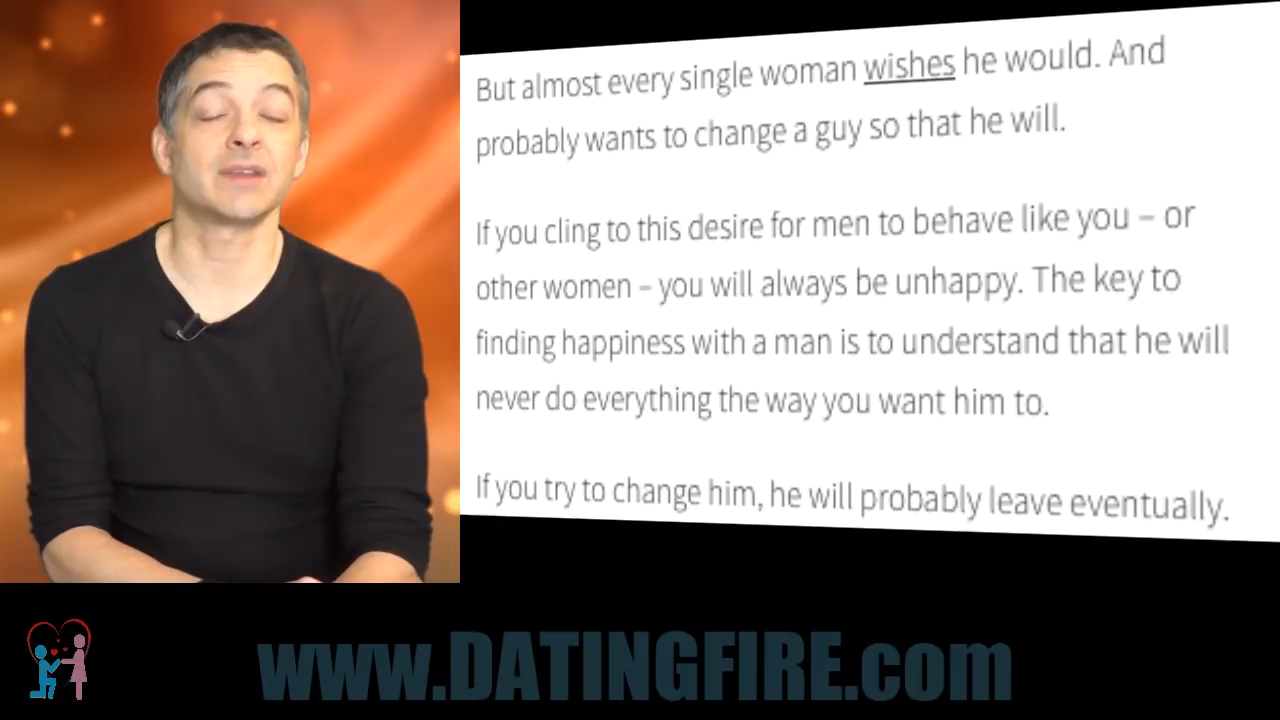 But almost every single woman wishes he would. And
probably wants to change a guy so that he will.
If you cling to this desire for men to behave like you – or
other women – you will always be unhappy. The key to
finding happiness with a man is to understand that he will
never do everything the way you want him to.
If you try to change him, he will probably leave eventually.
www.DATINGFIRE.com